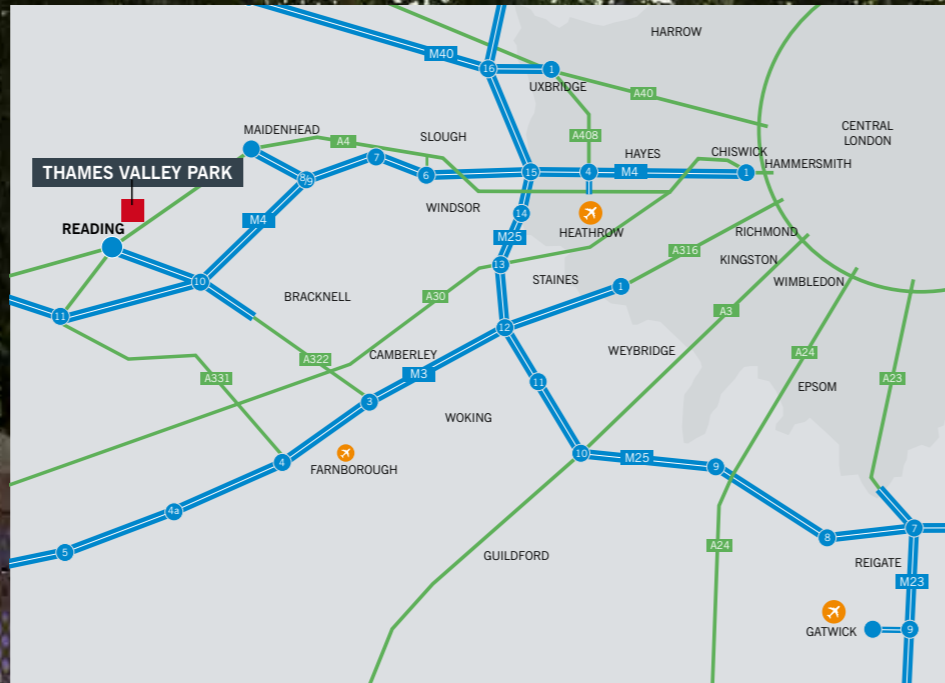 HARROW
M40
16
1
UXBRIDGE
A40
A408
CENTRAL
LONDON
MAIDENHEAD
A4
SLOUGH
HAYES
CHISWICK
HAMMERSMITH
7
8/9
6
15
4
M4
1
THAMES VALLEY PARK
WINDSOR
14
HEATHROW
M4
READING
M25
RICHMOND
A316
KINGSTON
13
STAINES
WIMBLEDON
10
1
BRACKNELL
A30
A3
11
12
A322
CAMBERLEY
WEYBRIDGE
A24
A331
M3
11
EPSOM
A23
3
WOKING
10
M25
9
4
FARNBOROUGH
4a
7
8
5
A24
GUILDFORD
REIGATE
M23
GATWICK
9